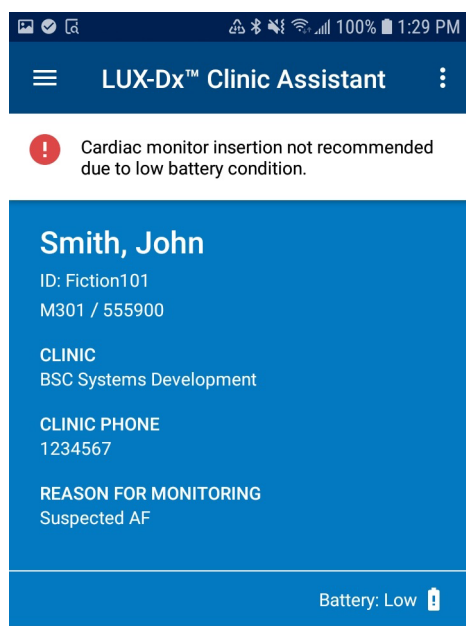 100% 1:29 PM
LUX-Dx™ Clinic Assistant
Cardiac monitor insertion not recommended
due to low battery condition.
Smith, John
ID: Fiction101
M301 / 555900
CLINIC
BSC Systems Development
CLINIC PHONE
1234567
REASON FOR MONITORING
Suspected AF
Battery: Low